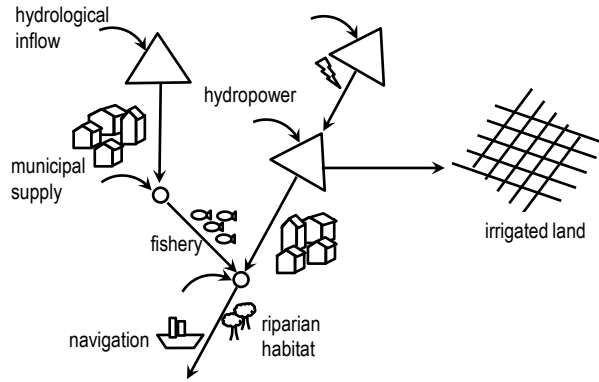 hydrological
inflow
hydropower
municipal
supply
fishery
irrigated land
navigation
riparian
habitat